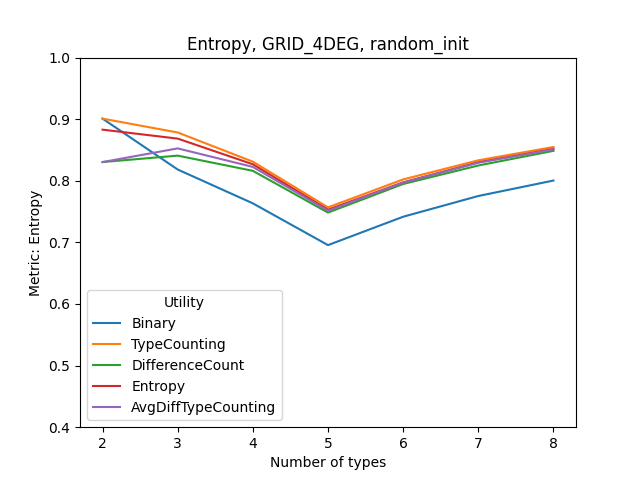 Entropy, GRID_4DEG, random_init
1.0
0.9
0.8
0.7
0.6
0.5
0.4
Metric: Entropy
Utility
Binary
TypeCounting
DifferenceCount
Entropy
AvgDiffTypeCounting
2 3 4 5 6 7 8
Number of types